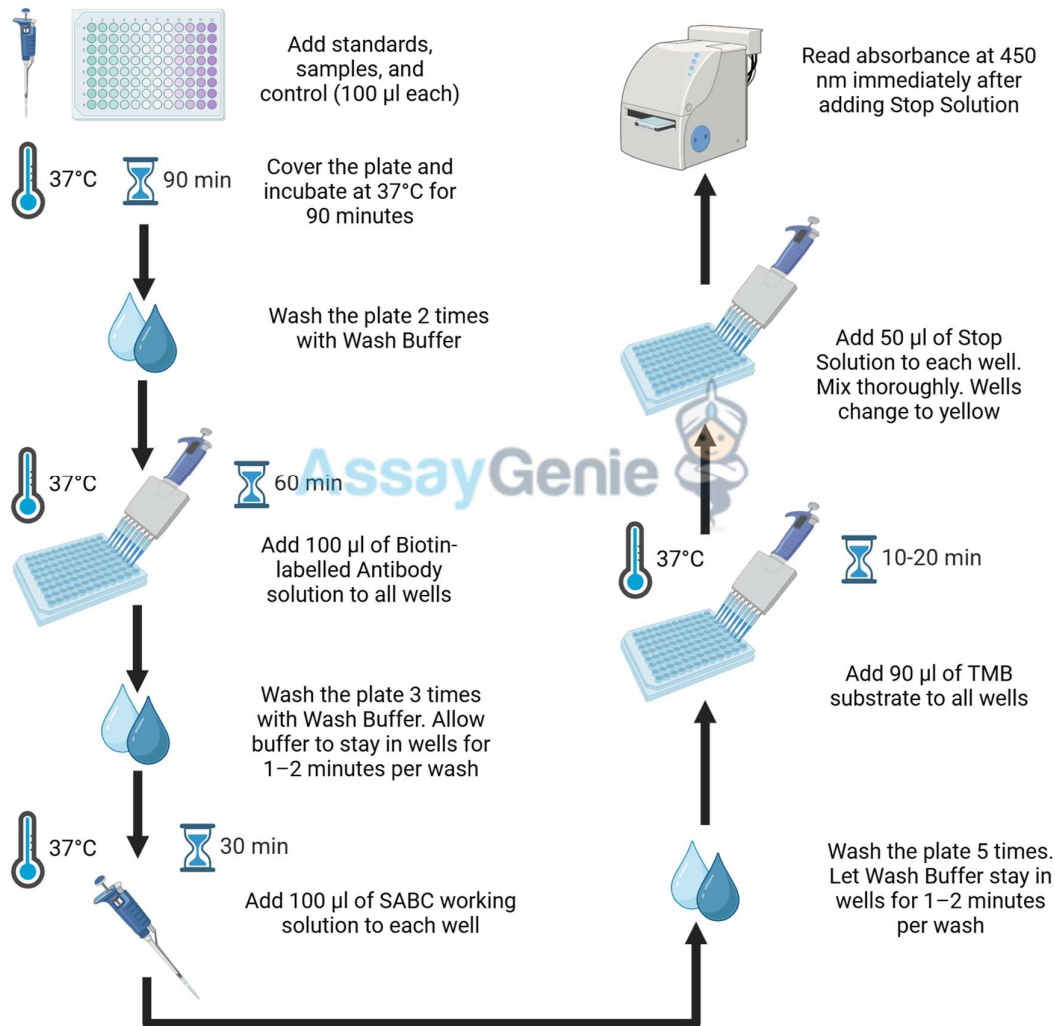 Add standards,
samples, and
control (100 µl each)
37°C
90 min
Cover the plate and
incubate at 37°C for
90 minutes
Wash the plate 2 times
with Wash Buffer
37°C
60 min
Add 100 µl of Biotin-
labelled Antibody
solution to all wells
Wash the plate 3 times
with Wash Buffer. Allow
buffer to stay in wells for
1–2 minutes per wash
37°C
30 min
Add 100 µl of SABC working
solution to each well
Wash the plate 5 times.
Let Wash Buffer stay in
wells for 1–2 minutes
per wash
37°C
10-20 min
Add 90 µl of TMB
substrate to all wells
Add 50 µl of Stop
Solution to each well.
Mix thoroughly. Wells
change to yellow
Read absorbance at 450
nm immediately after
adding Stop Solution
AssayGenie